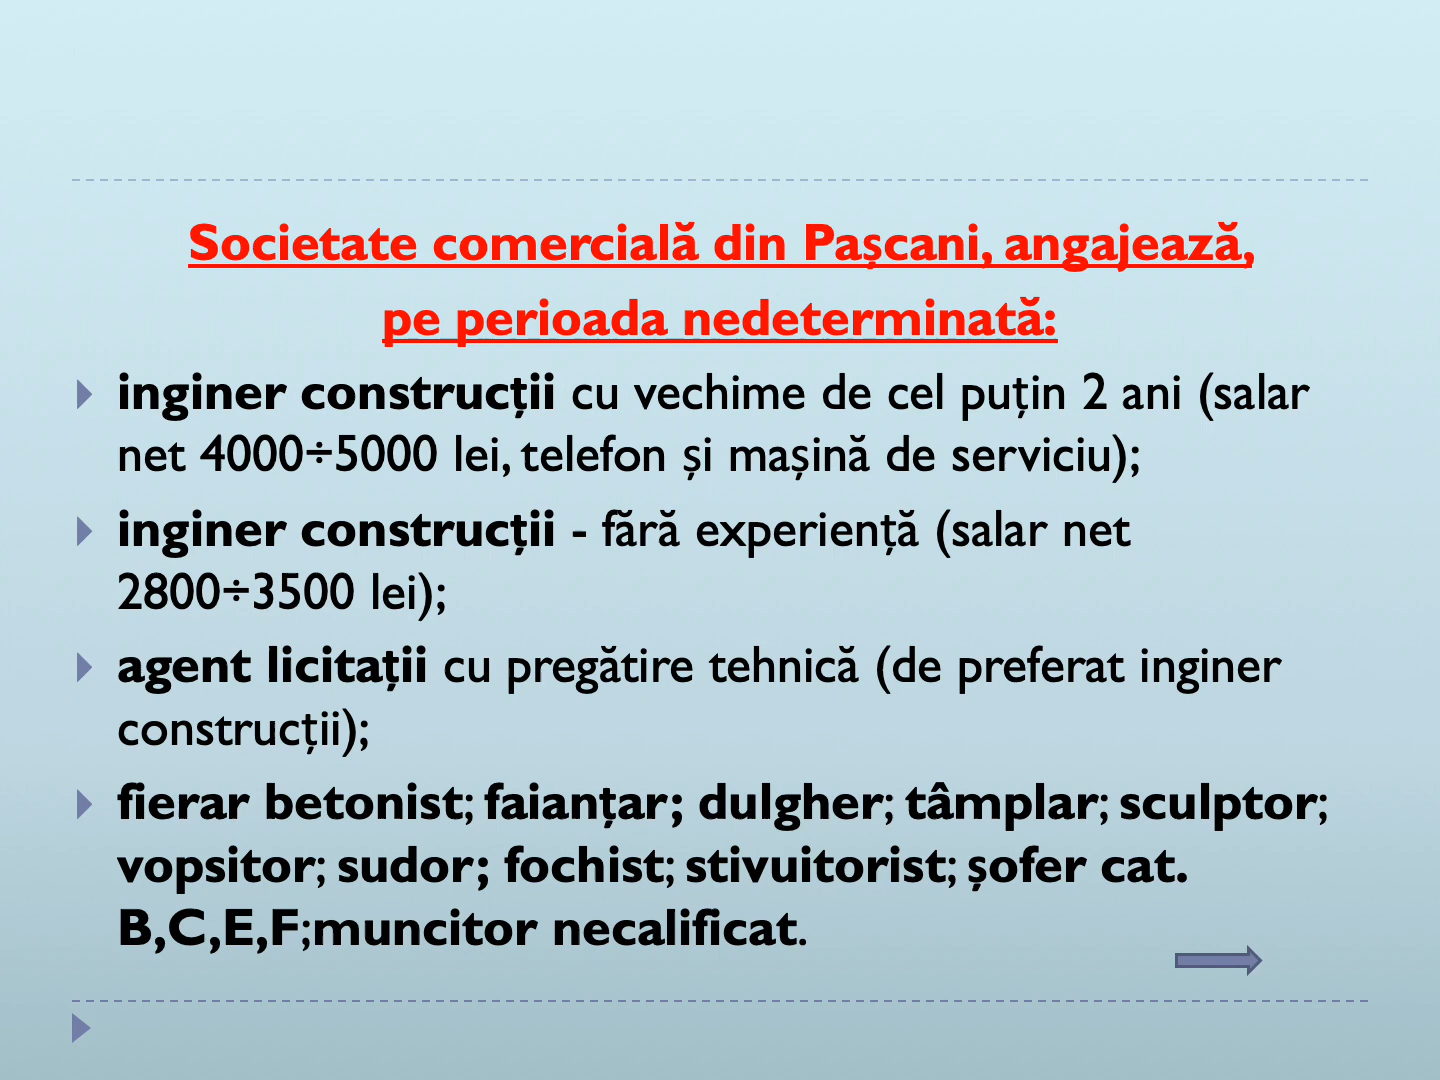 Societate comercială din Pașcani, angajează,
pe perioada nedeterminată:
inginer construcții cu vechime de cel puțin 2 ani (salar
net 4000÷5000 lei, telefon și mașină de serviciu);
inginer construcții - fără experiență (salar net
2800÷3500 lei);
agent licitații cu pregătire tehnică (de preferat inginer
construcții);
fierar betonist; faianțar; dulgher; tâmplar; sculptor;
vopsitor; sudor; fochist; stivuitorist; șofer cat.
B,C,E,F;muncitor necalificat.